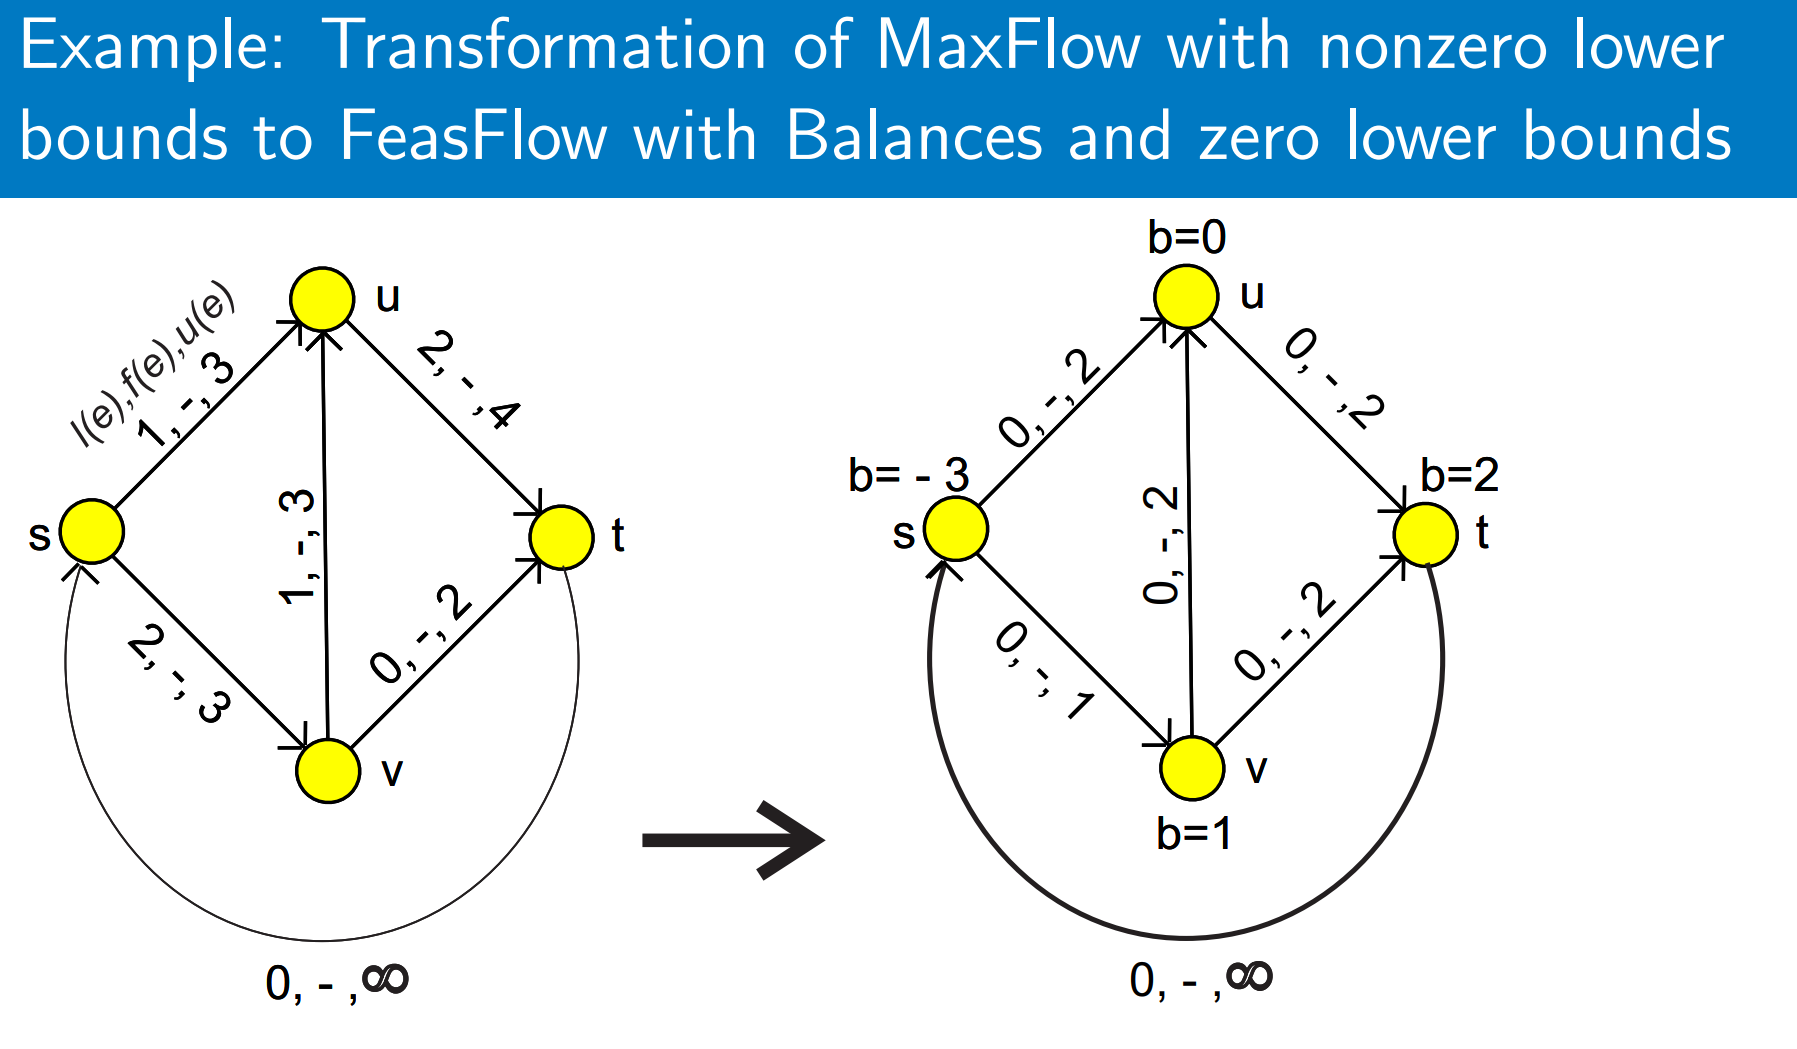 Example: Transformation of MaxFlow with nonzero lower
bounds to FeasFlow with Balances and zero lower bounds
l(e),f(e),u(e)
1, -, 3
u
2, - ,4
s
1, -, 3
t
2, -, 3
0, -, 2
v
0, - ,∞
b=0
u
0, -, 2
0, - ,2
b= - 3
b=2
s
0, -, 2
t
0, -, 1
0, -, 2
v
b=1
0, - ,∞